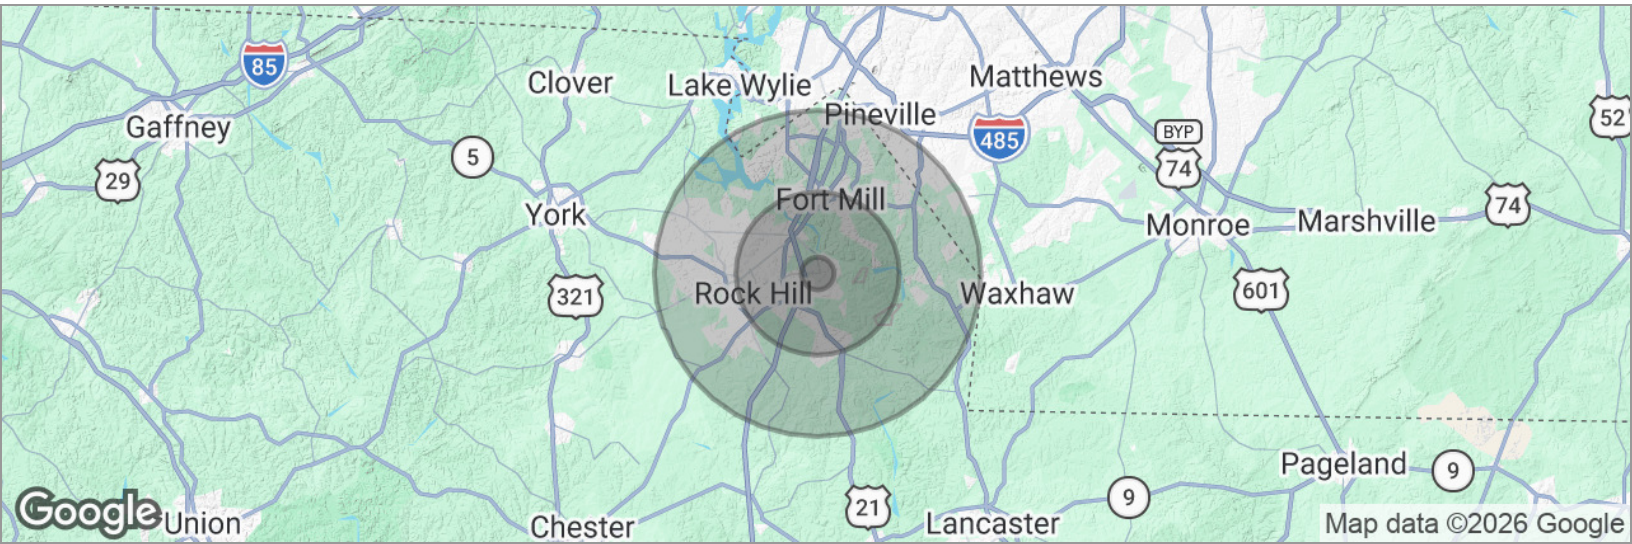 85
Clover
Lake Wylie
Matthews
Pineville
52
Gaffney
485
BYP
74
5
29
Fort Mill
74
York
Monroe
Marshville
321
Rock Hill
Waxhaw
601
Pageland
9
9
21
Google
Union
Chester
Lancaster
Map data ©2026 Google